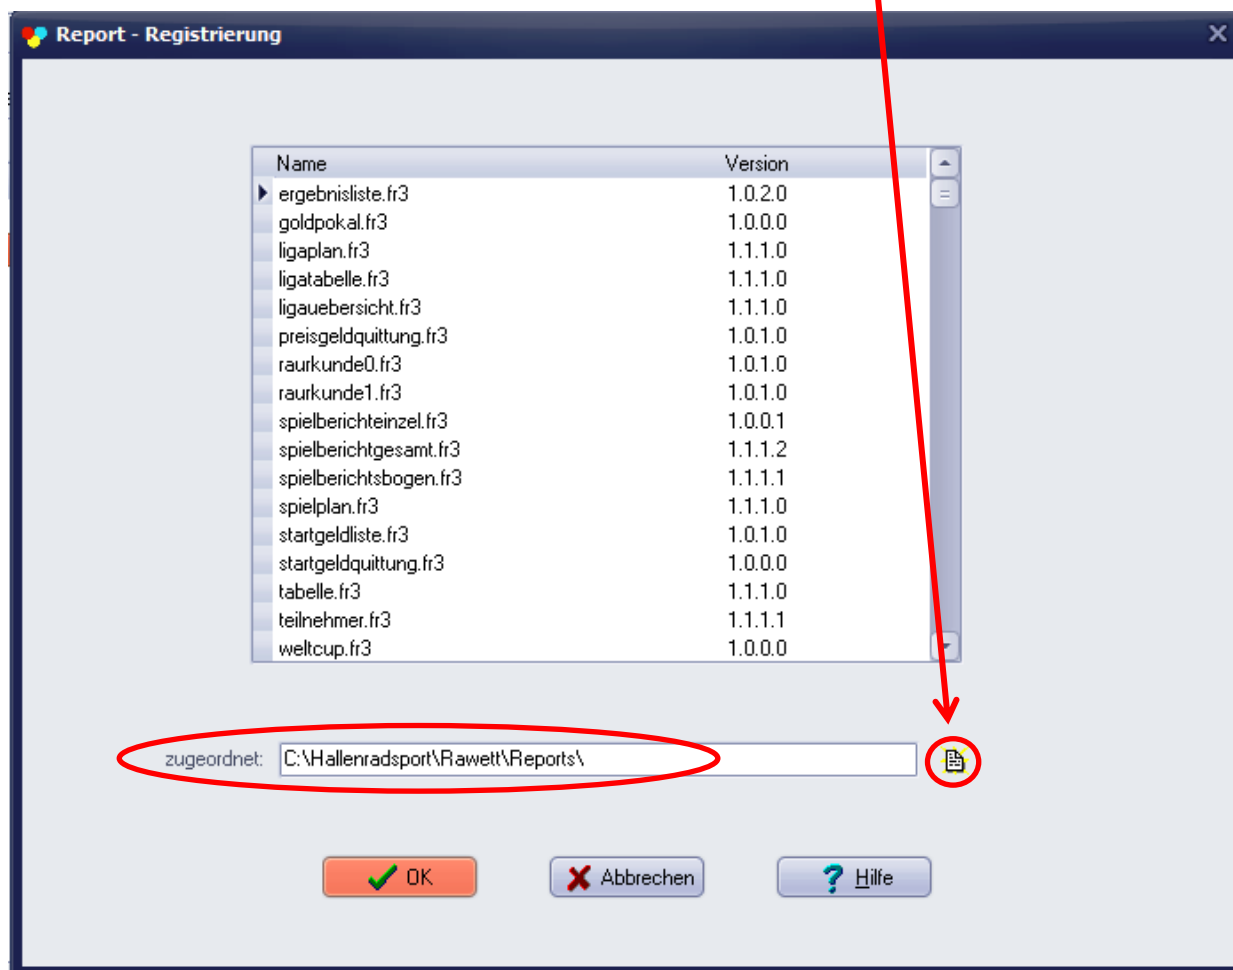 Report - Registrierung
Name Version
ergebnisliste.fr3 1.0.2.0
goldpokal.fr3 1.0.0.0
ligaplan.fr3 1.1.1.0
ligatabelle.fr3 1.1.1.0
ligauebersicht.fr3 1.1.1.0
preisgeldquittung.fr3 1.0.1.0
raurkunde0.fr3 1.0.1.0
raurkunde1.fr3 1.0.1.0
spielberichteinzel.fr3 1.0.0.1
spielberichtgesamt.fr3 1.1.1.2
spielberichtsbogen.fr3 1.1.1.1
spielplan.fr3 1.1.1.0
startgeldliste.fr3 1.0.1.0
startgeldquittung.fr3 1.0.0.0
tabelle.fr3 1.1.1.0
teilnehmer.fr3 1.1.1.1
weltcup.fr3 1.0.0.0
zugeordnet: C:\Hallenradsport\Rawett\Reports\
OK Abbrechen Hilfe